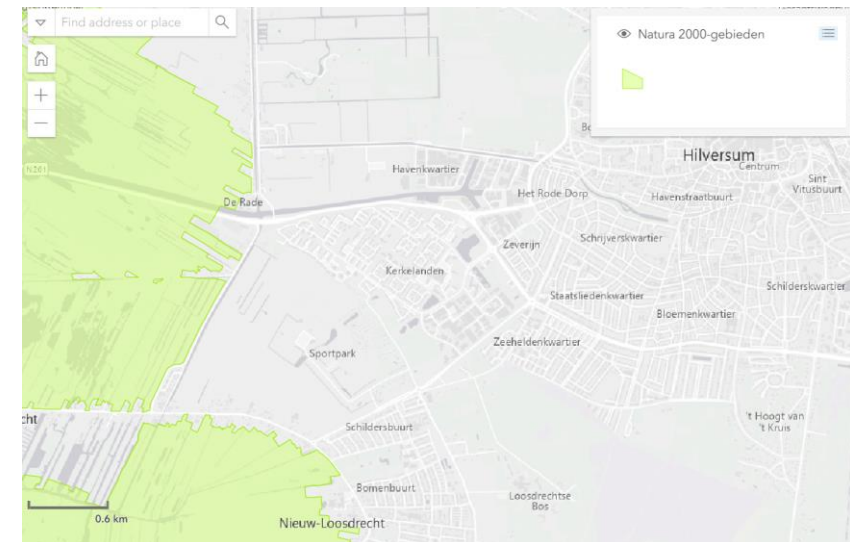 Find address or place
Natura 2000-gebieden
Hilversum
Centrum
Sint
Vitusbuurt
Havenkwartier
Het Rode Dorp
Havenstraatbuurt
De Rade
Zeverijn
Schrijverskwartier
Kerkelanden
Schilderskwartier
Staatsliedenkwartier
Bloemenkwartier
Zeeheldenkwartier
Sportpark
't Hoogt van
't Kruis
cht
Schildersbuurt
Bomenbuurt
Loosdrechtse
Bos
0.6 km
Nieuw-Loosdrecht